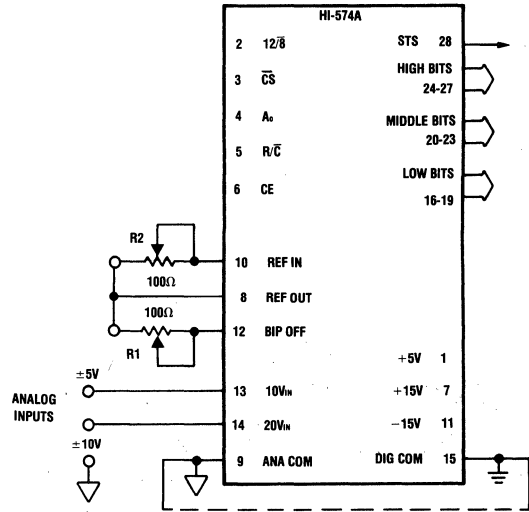 HI-574A
2 12/8̅
STS 28
3 C̅S̅
HIGH BITS
24-27
4 Ao
MIDDLE BITS
20-23
5 R/C̅
LOW BITS
16-19
6 CE
R2
100Ω
10 REF IN
8 REF OUT
100Ω
R1
12 BIP OFF
+5V 1
+15V 7
-15V 11
ANALOG
INPUTS
±5V
13 10VIN
14 20VIN
±10V
9 ANA COM
DIG COM 15